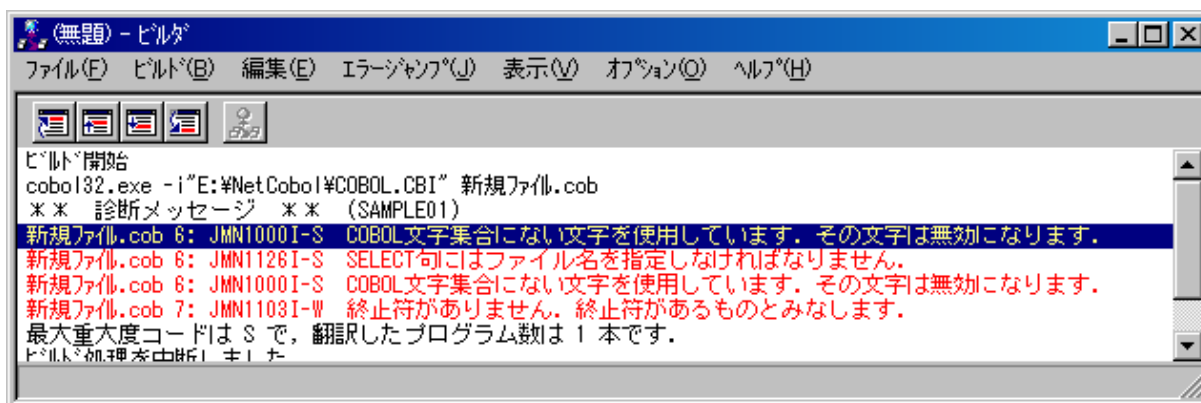 (無題) - ﾋﾞﾙﾀﾞ
ﾌｧｲﾙ(F) ﾋﾞﾙﾄﾞ(B) 編集(E) ｴﾗｰｼﾞｬﾝﾌﾟ(J) 表示(V) ｵﾌﾟｼｮﾝ(O) ﾍﾙﾌﾟ(H)
ﾋﾞﾙﾄﾞ開始
cobol32.exe -i"E:¥NetCobol¥COBOL.CBI" 新規ﾌｧｲﾙ.cob
＊＊ 診断メッセージ ＊＊ (SAMPLE01)
新規ﾌｧｲﾙ.cob 6: JMN1000I-S COBOL文字集合にない文字を使用しています．その文字は無効になります．
新規ﾌｧｲﾙ.cob 6: JMN1126I-S SELECT句にはファイル名を指定しなければなりません．
新規ﾌｧｲﾙ.cob 6: JMN1000I-S COBOL文字集合にない文字を使用しています．その文字は無効になります．
新規ﾌｧｲﾙ.cob 7: JMN1103I-W 終止符がありません．終止符があるものとみなします．
最大重大度コードは S で，翻訳したプログラム数は 1 本です．
ﾋﾞﾙﾄﾞ処理を中断しました